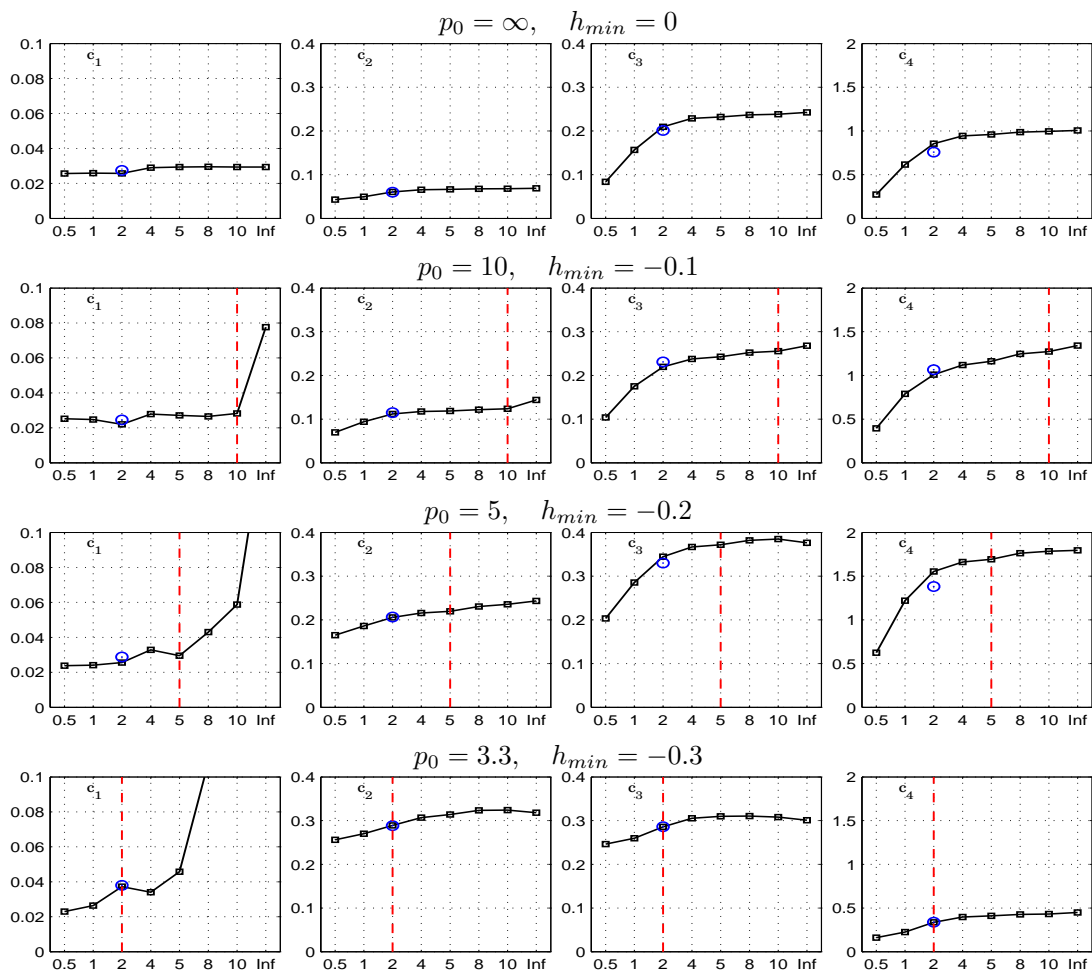 p₀ = ∞, h_min = 0
c₁ c₂ c₃ c₄
0.1 0.4 0.4 2
0.08 0.3 0.3 1.5
0.06
0.04 0.2 0.2 1
0.02 0.1 0.1 0.5
0 0 0 0
0.5 1 2 4 5 8 10 Inf 0.5 1 2 4 5 8 10 Inf 0.5 1 2 4 5 8 10 Inf 0.5 1 2 4 5 8 10 Inf
p₀ = 10, h_min = −0.1
c₁ c₂ c₃ c₄
0.1 0.4 0.4 2
0.08 0.3 0.3 1.5
0.06
0.04 0.2 0.2 1
0.02 0.1 0.1 0.5
0 0 0 0
0.5 1 2 4 5 8 10 Inf 0.5 1 2 4 5 8 10 Inf 0.5 1 2 4 5 8 10 Inf 0.5 1 2 4 5 8 10 Inf
p₀ = 5, h_min = −0.2
c₁ c₂ c₃ c₄
0.1 0.4 0.4 2
0.08 0.3 0.3 1.5
0.06
0.04 0.2 0.2 1
0.02 0.1 0.1 0.5
0 0 0 0
0.5 1 2 4 5 8 10 Inf 0.5 1 2 4 5 8 10 Inf 0.5 1 2 4 5 8 10 Inf 0.5 1 2 4 5 8 10 Inf
p₀ = 3.3, h_min = −0.3
c₁ c₂ c₃ c₄
0.1 0.4 0.4 2
0.08 0.3 0.3 1.5
0.06
0.04 0.2 0.2 1
0.02 0.1 0.1 0.5
0 0 0 0
0.5 1 2 4 5 8 10 Inf 0.5 1 2 4 5 8 10 Inf 0.5 1 2 4 5 8 10 Inf 0.5 1 2 4 5 8 10 Inf